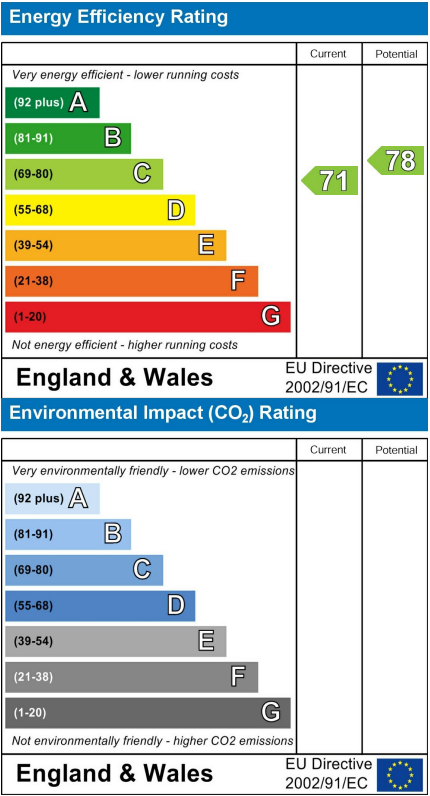 Energy Efficiency Rating
Current Potential
Very energy efficient - lower running costs
(92 plus) A
(81-91) B
(69-80) C
(55-68) D
(39-54) E
(21-38) F
(1-20) G
71
78
Not energy efficient - higher running costs
England & Wales
EU Directive
2002/91/EC
Environmental Impact (CO₂) Rating
Current Potential
Very environmentally friendly - lower CO2 emissions
(92 plus) A
(81-91) B
(69-80) C
(55-68) D
(39-54) E
(21-38) F
(1-20) G
Not environmentally friendly - higher CO2 emissions
England & Wales
EU Directive
2002/91/EC